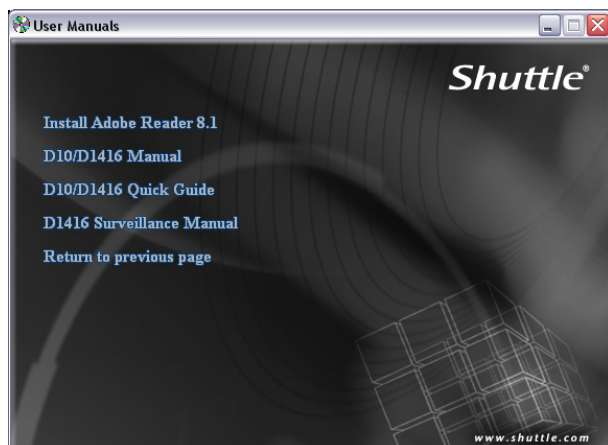 User Manuals
Shuttle®
Install Adobe Reader 8.1
D10/D1416 Manual
D10/D1416 Quick Guide
D1416 Surveillance Manual
Return to previous page
www.shuttle.com